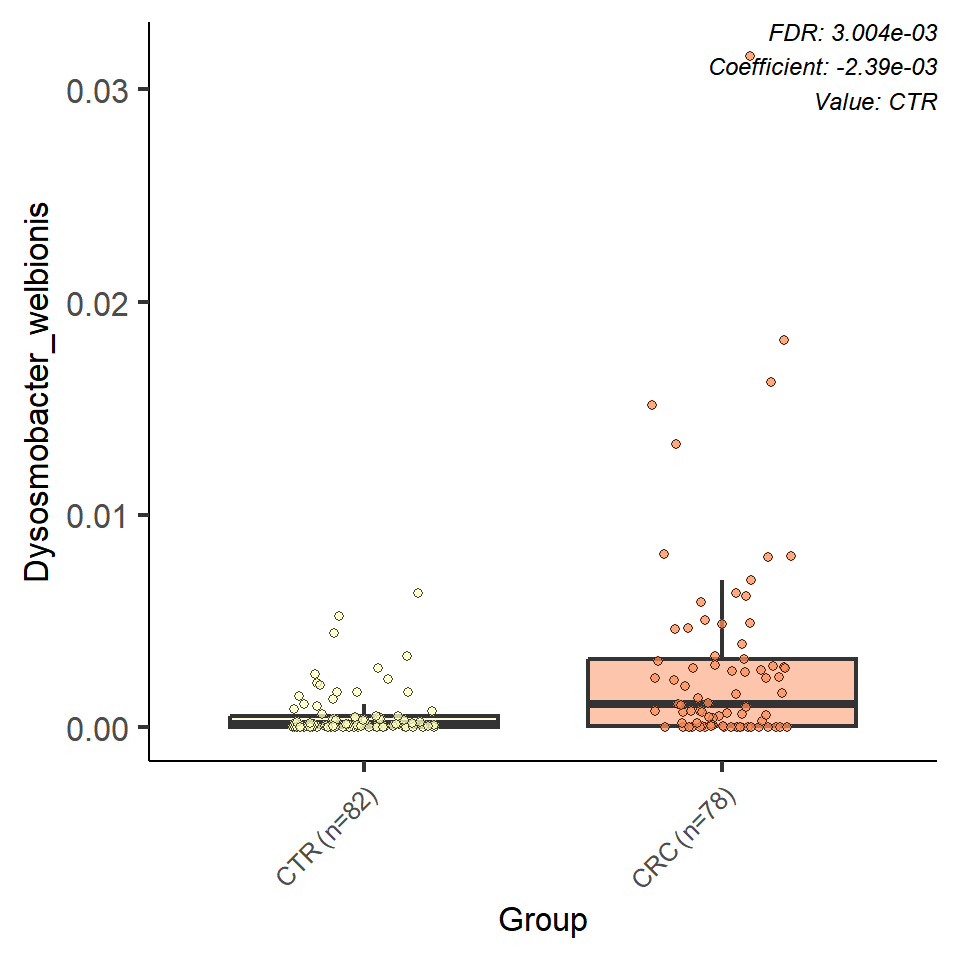 FDR: 3.004e-03
Coefficient: -2.39e-03
Value: CTR
Dysosmobacter_welbionis
0.03
0.02
0.01
0.00
CTR (n=82)
CRC (n=78)
Group